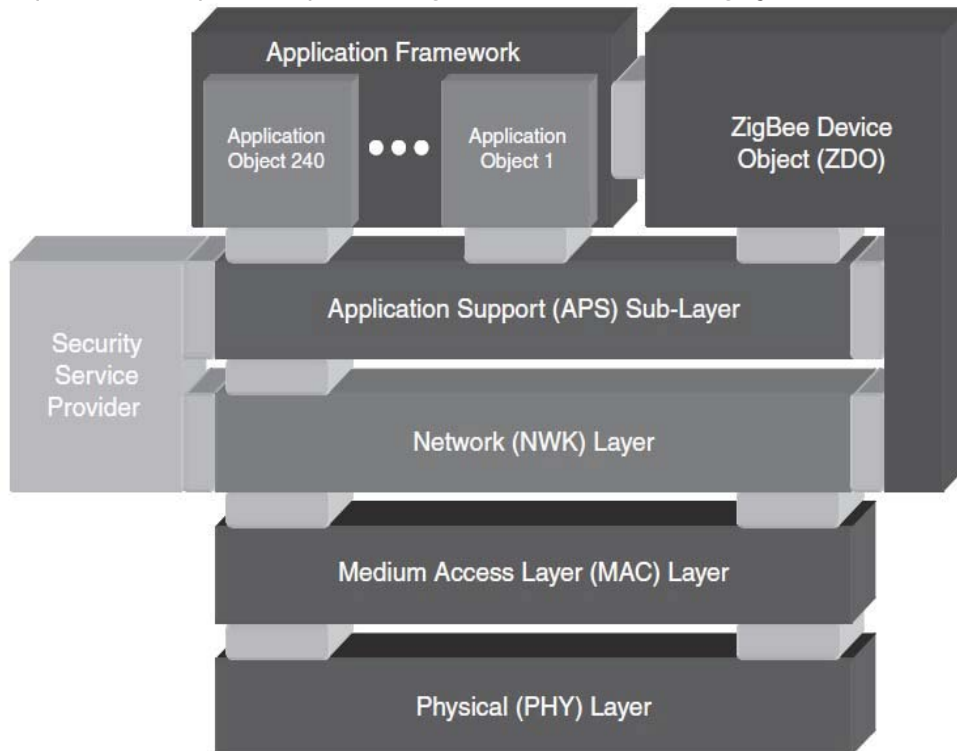 Application Framework
Application
Object 240
Application
Object 1
ZigBee Device
Object (ZDO)
Application Support (APS) Sub-Layer
Security
Service
Provider
Network (NWK) Layer
Medium Access Layer (MAC) Layer
Physical (PHY) Layer